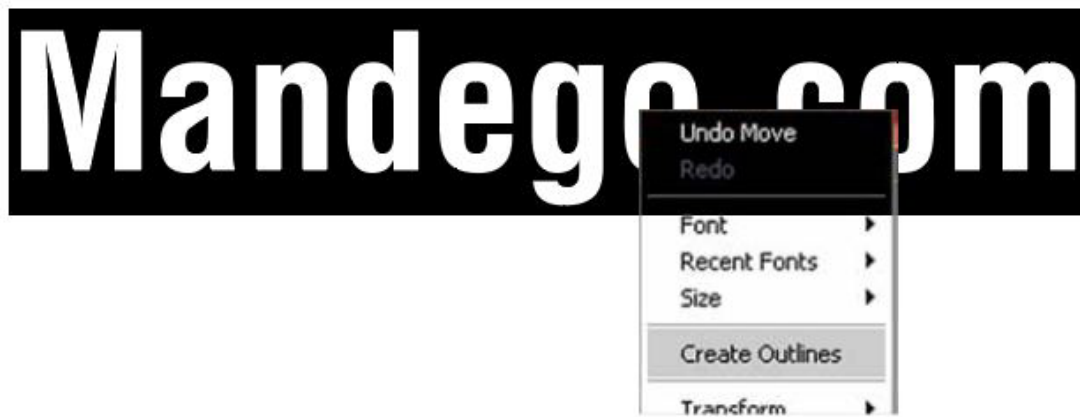 Mandego.com
Undo Move
Redo
Font
Recent Fonts
Size
Create Outlines
Transform